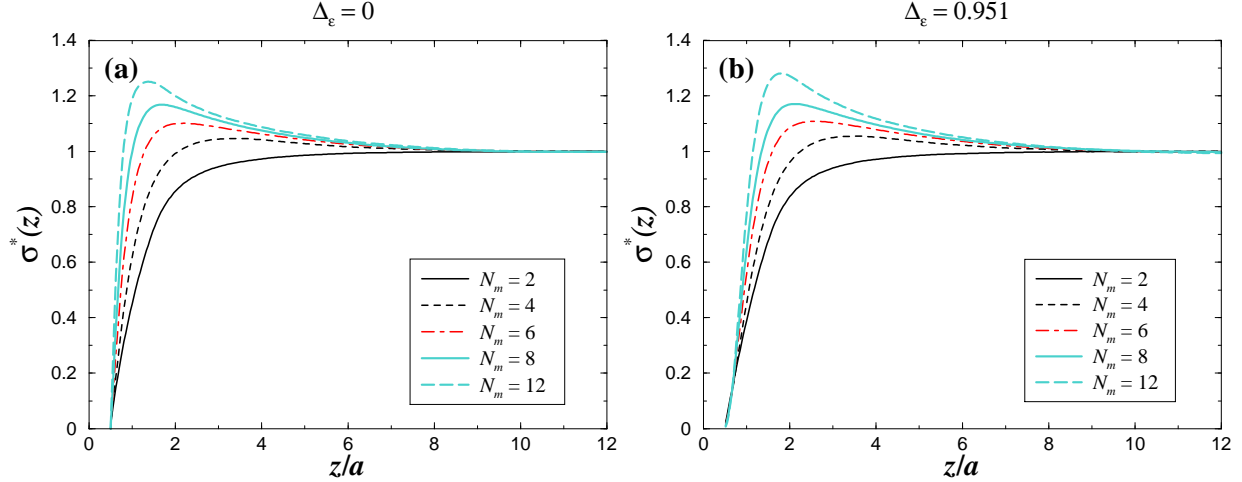 Δε = 0
(a)
σ*(z)
1.4
1.2
1
0.8
0.6
0.4
0.2
0
0 2 4 6 8 10 12
z/a
Nm = 2
Nm = 4
Nm = 6
Nm = 8
Nm = 12
Δε = 0.951
(b)
σ*(z)
1.4
1.2
1
0.8
0.6
0.4
0.2
0
0 2 4 6 8 10 12
z/a
Nm = 2
Nm = 4
Nm = 6
Nm = 8
Nm = 12